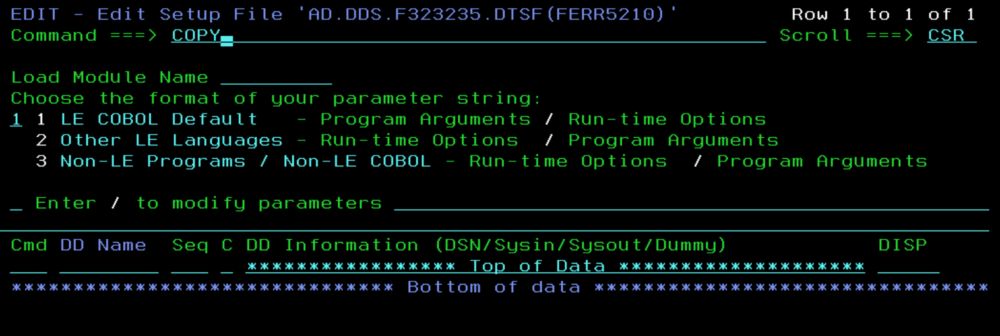 EDIT - Edit Setup File 'AD.DDS.F323235.DTSF(FERR5210)' Row 1 to 1 of 1
Command ===> COPY Scroll ===> CSR
Load Module Name
Choose the format of your parameter string:
1 1 LE COBOL Default - Program Arguments / Run-time Options
2 Other LE Languages - Run-time Options / Program Arguments
3 Non-LE Programs / Non-LE COBOL - Run-time Options / Program Arguments
Enter / to modify parameters
Cmd DD Name Seq C DD Information (DSN/Sysin/Sysout/Dummy) DISP
***************** Top of Data ********************
******************************* Bottom of data ********************************